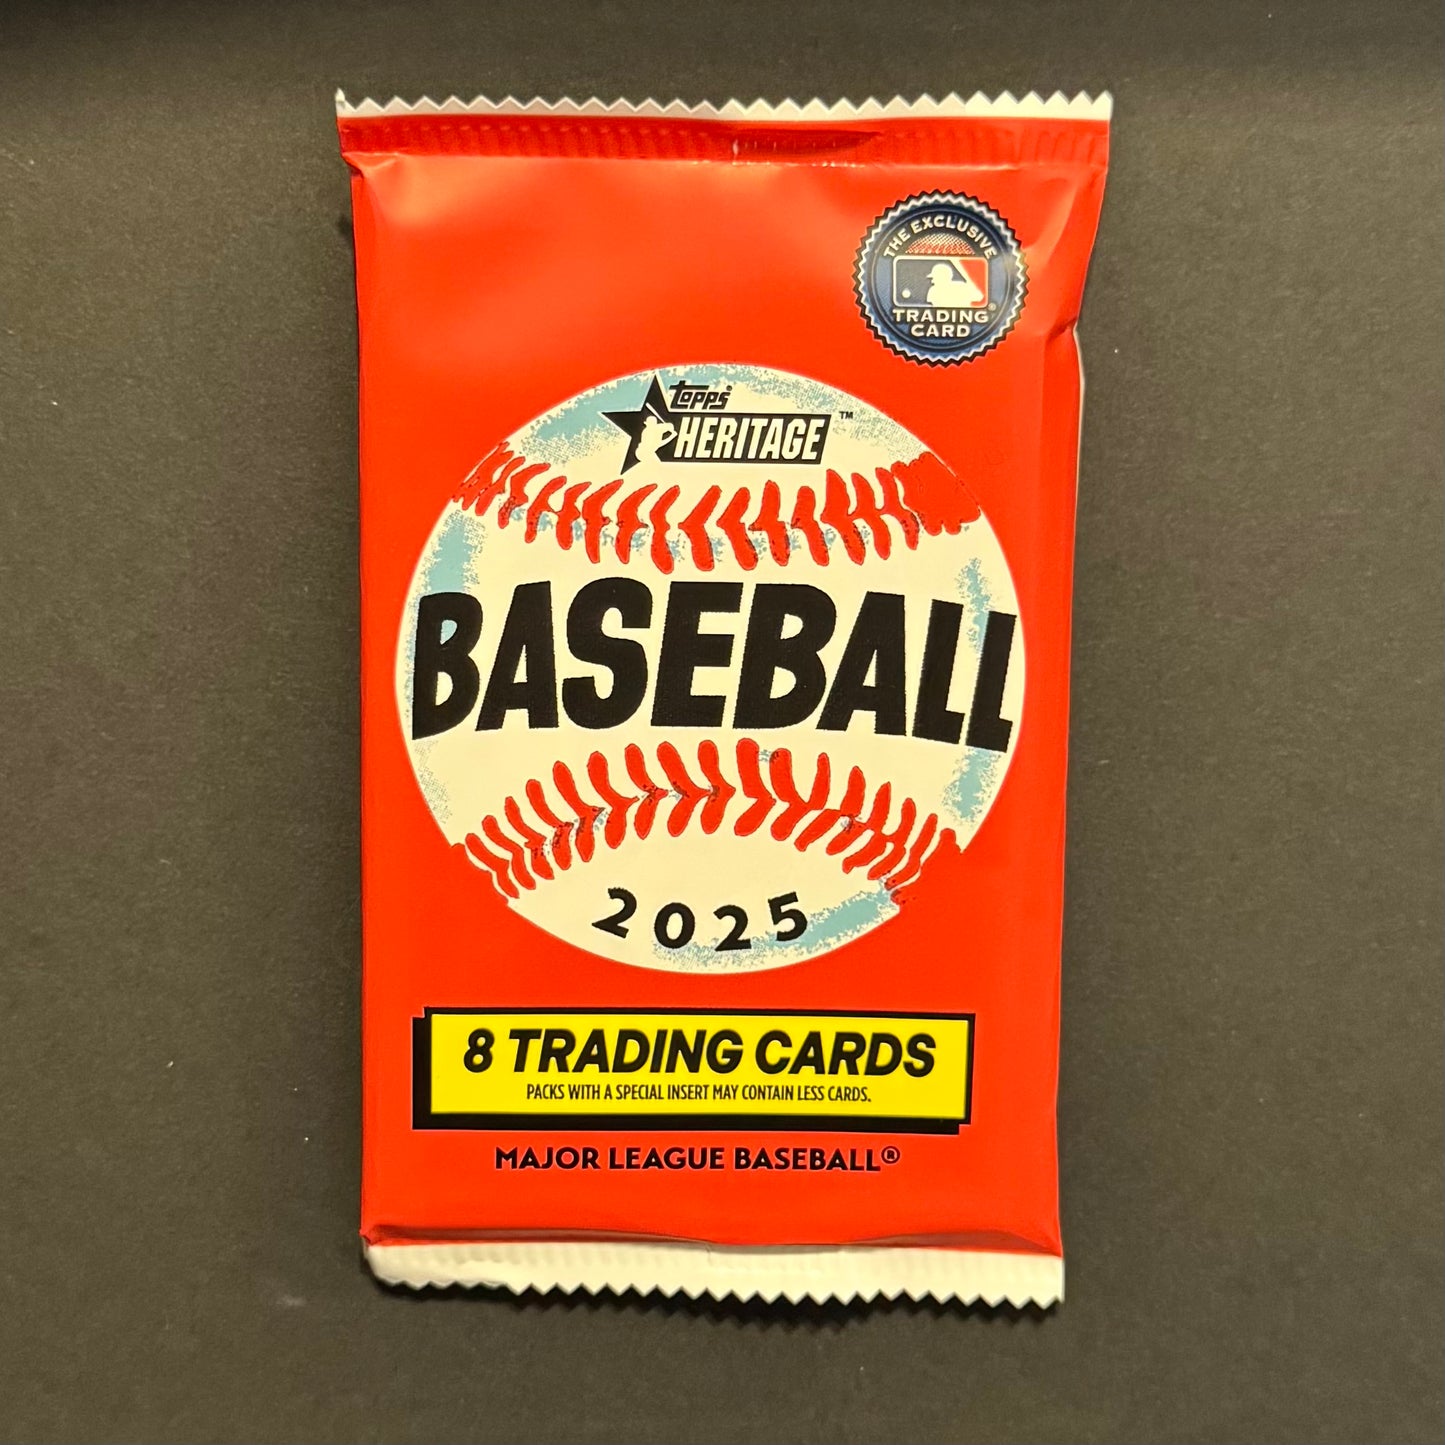 THE EXCLUSIVE
®
TRADING
CARD
topps
HERITAGE ™
BASEBALL
2025
8 TRADING CARDS
PACKS WITH A SPECIAL INSERT MAY CONTAIN LESS CARDS.
MAJOR LEAGUE BASEBALL®